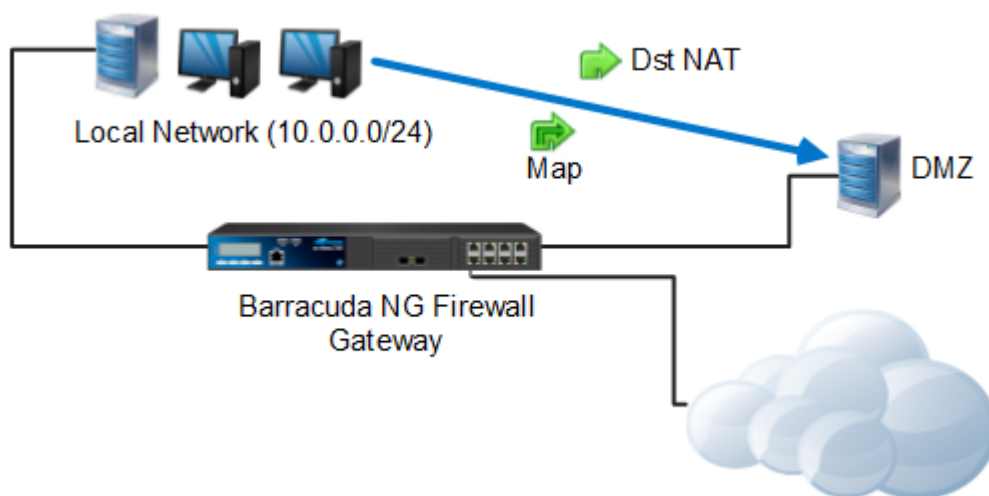 Dst NAT
Local Network (10.0.0.0/24)
Map
DMZ
Barracuda NG Firewall
Gateway